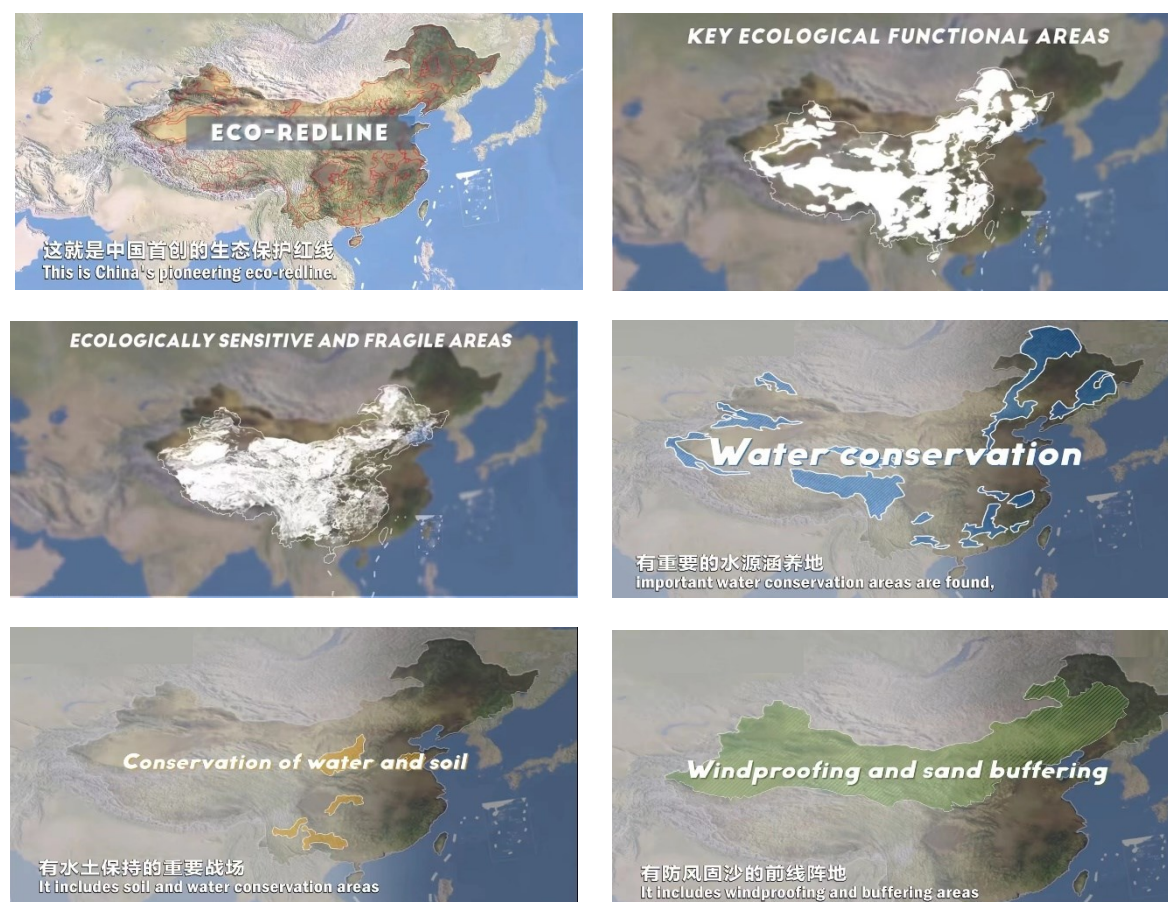 ECO-REDLINE
这就是中国首创的生态保护红线
This is China's pioneering eco-redline.
KEY ECOLOGICAL FUNCTIONAL AREAS
ECOLOGICALLY SENSITIVE AND FRAGILE AREAS
Water conservation
有重要的水源涵养地
important water conservation areas are found,
Conservation of water and soil
有水土保持的重要战场
It includes soil and water conservation areas
Windproofing and sand buffering
有防风固沙的前线阵地
It includes windproofing and buffering areas